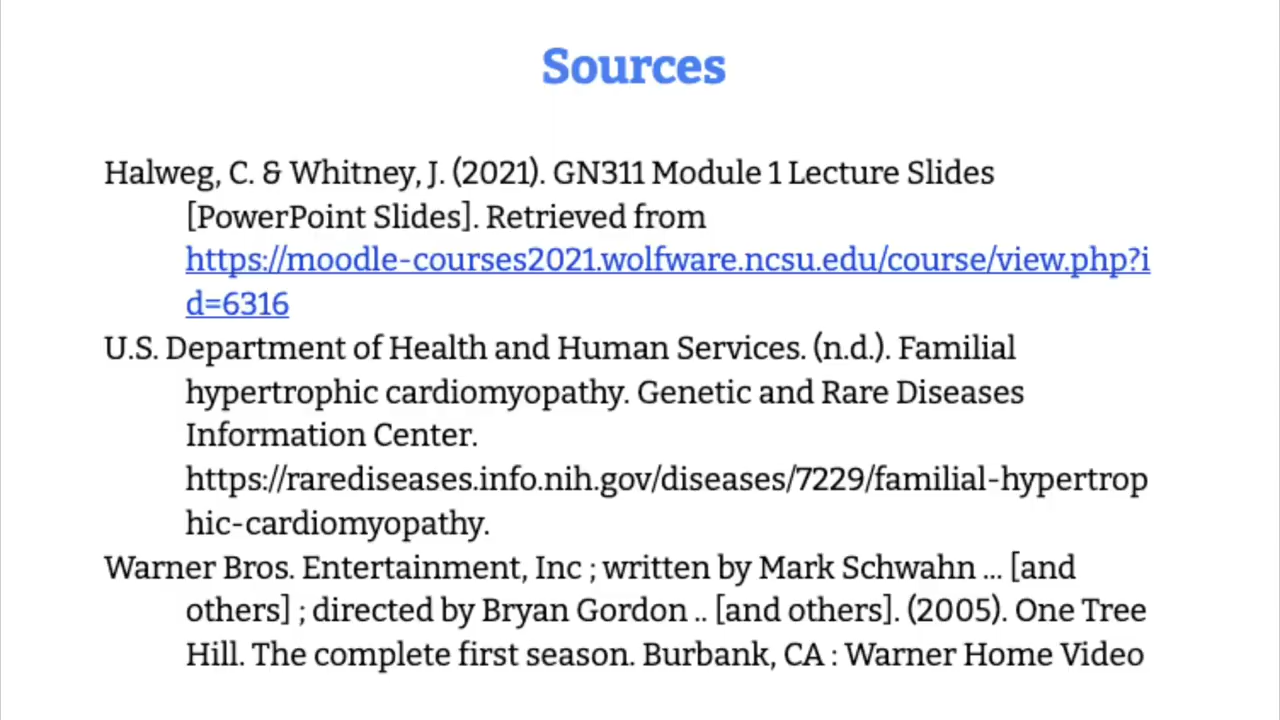 Sources
Halweg, C. & Whitney, J. (2021). GN311 Module 1 Lecture Slides
[PowerPoint Slides]. Retrieved from
https://moodle-courses2021.wolfware.ncsu.edu/course/view.php?i
d=6316
U.S. Department of Health and Human Services. (n.d.). Familial
hypertrophic cardiomyopathy. Genetic and Rare Diseases
Information Center.
https://rarediseases.info.nih.gov/diseases/7229/familial-hypertrop
hic-cardiomyopathy.
Warner Bros. Entertainment, Inc ; written by Mark Schwahn ... [and
others] ; directed by Bryan Gordon .. [and others]. (2005). One Tree
Hill. The complete first season. Burbank, CA : Warner Home Video